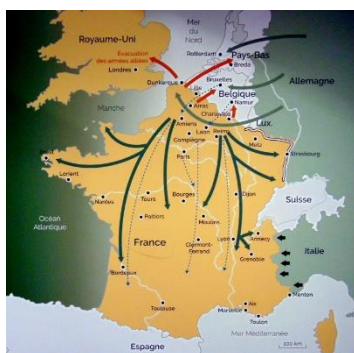 Mer
du Nord
Royaume-Uni
Pays-Bas
Rotterdam
Breda
Évacuation
des armées alliées
Londres
Dunkerque
Bruxelles
Allemagne
Lille
Belgique
Namur
Arras
Charleville
Manche
Amiens
Laon
Reims
Lux.
Compiègne
Metz
Paris
Strasbourg
Brest
Lorient
Nantes
Tours
Bourges
Dijon
Suisse
Poitiers
Moulins
Océan
Atlantique
France
Clermont-
Ferrand
Lyon
Annecy
Grenoble
Italie
Bordeaux
Menton
Toulouse
Aix
Marseille
Toulon
Mer Méditerranée
Espagne
100 km